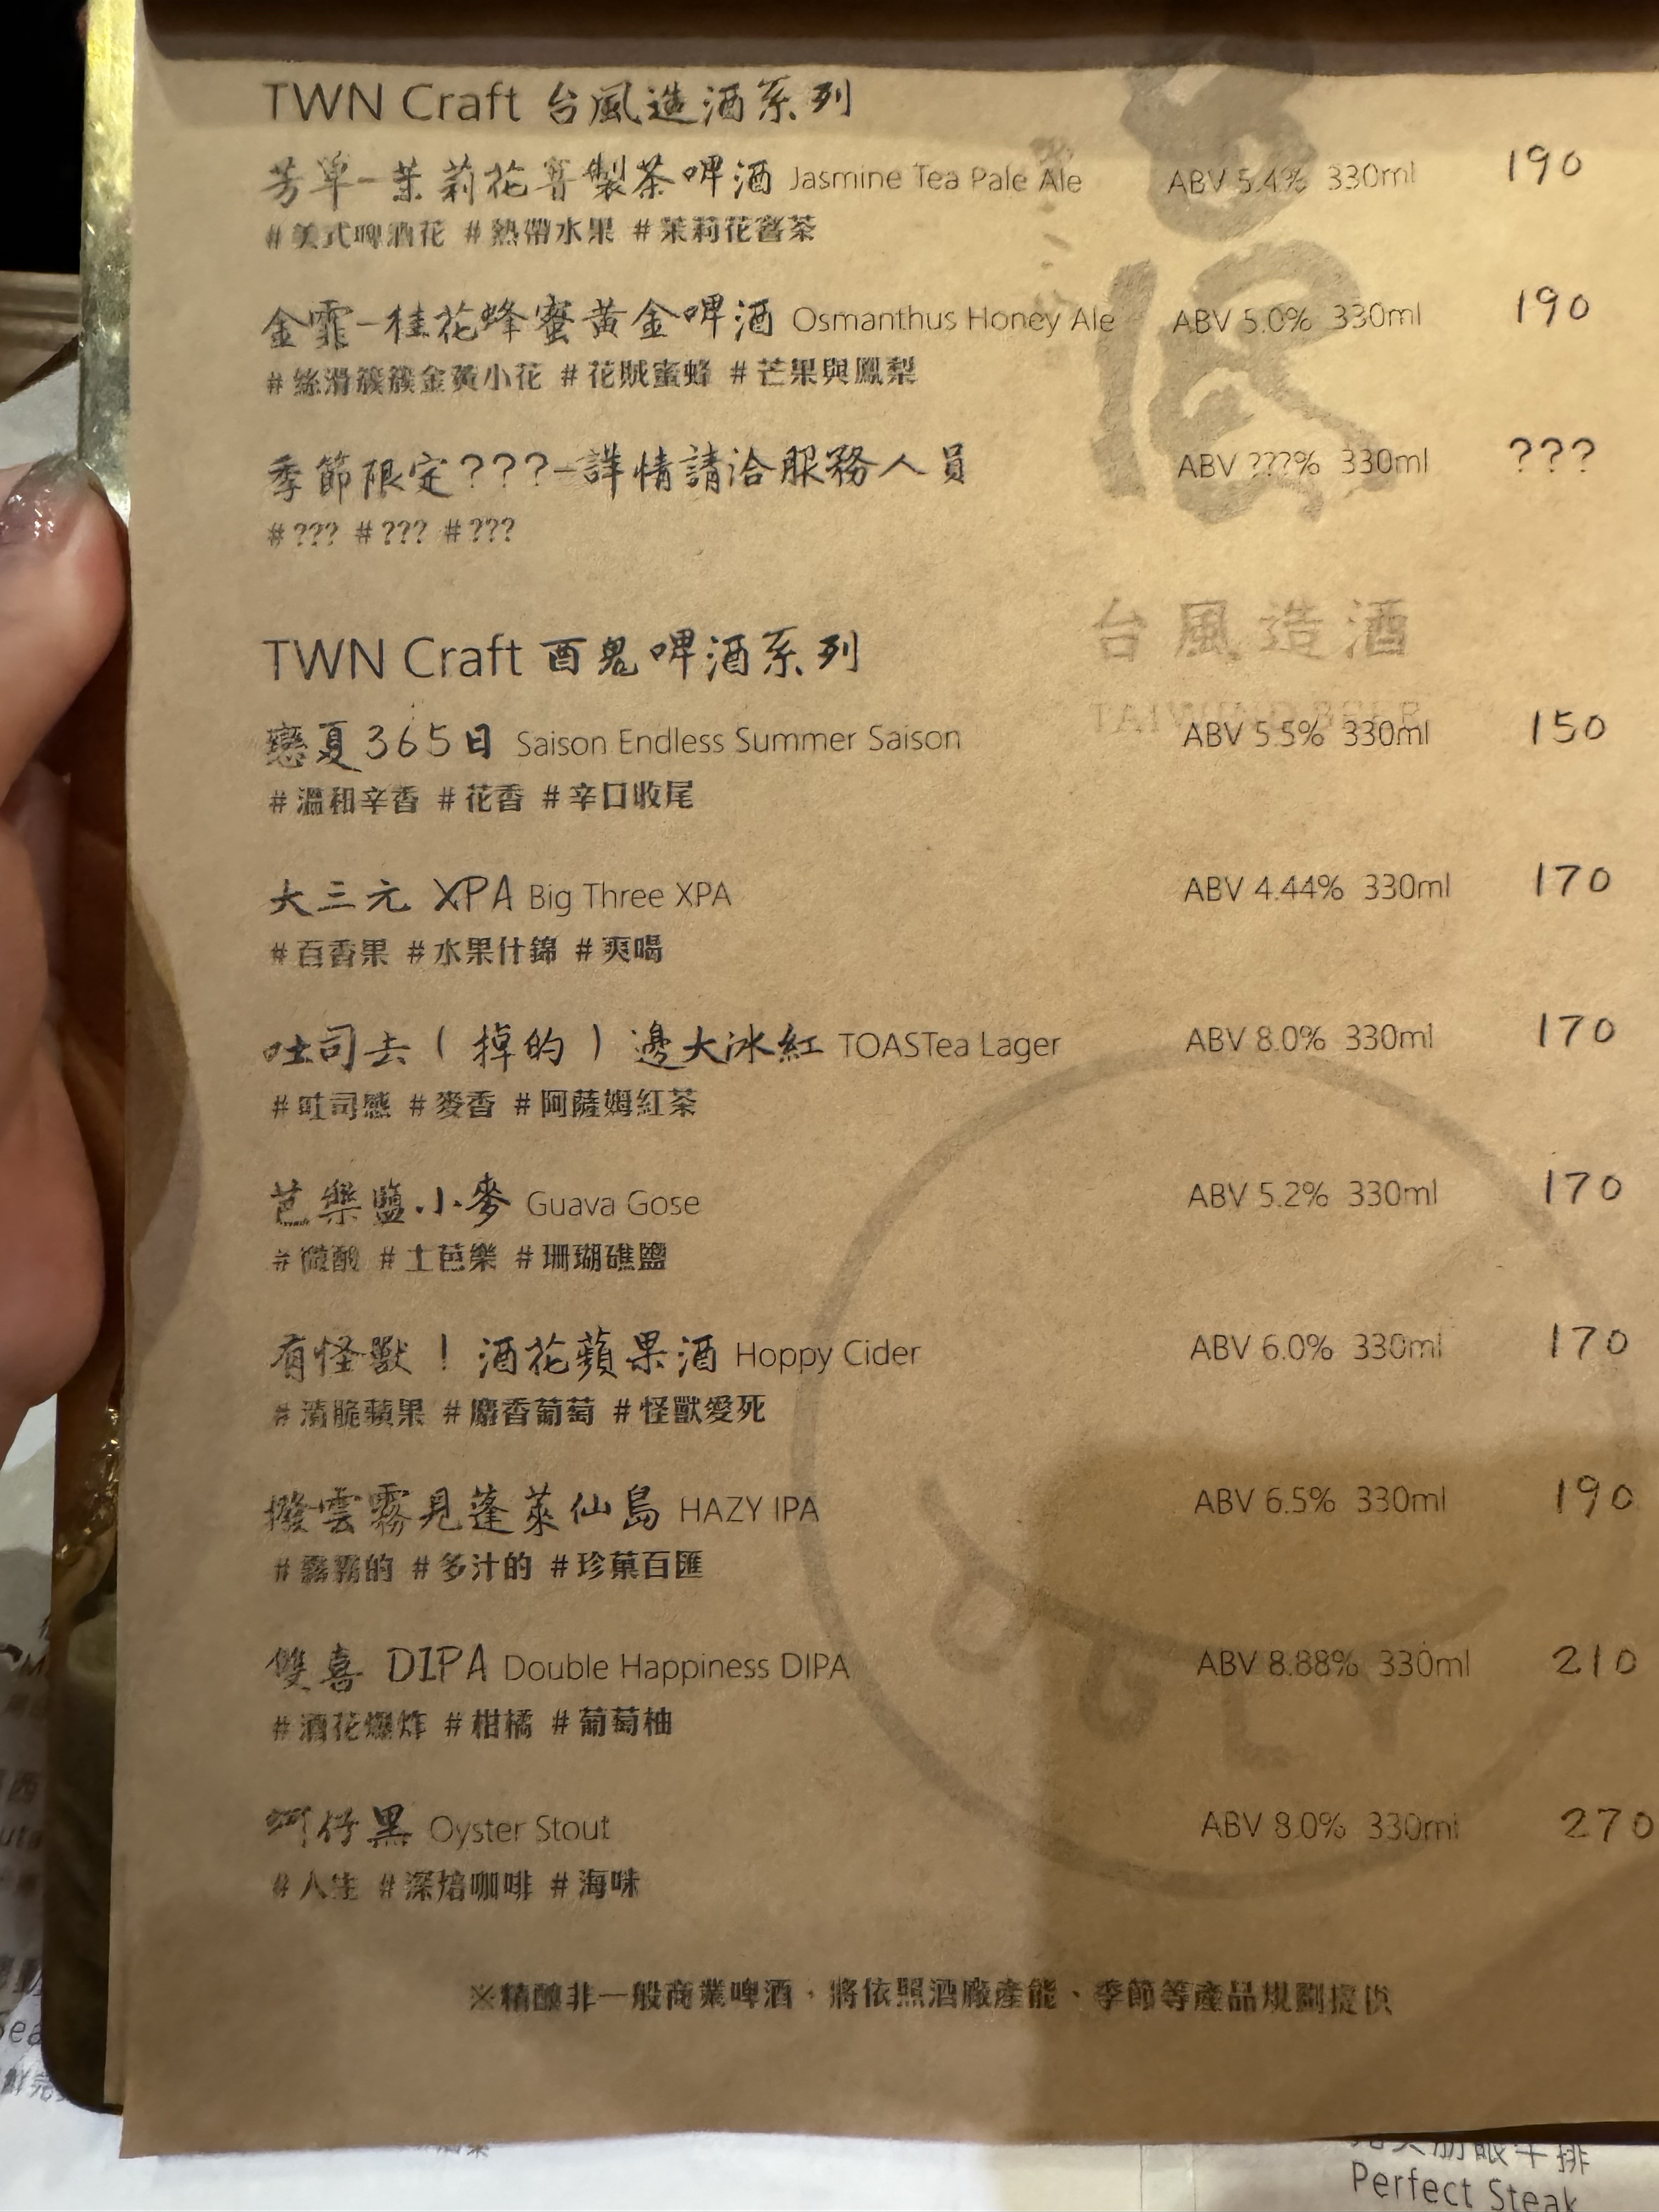 TWN Craft 台風造酒系列
芳草-茉莉花窨製茶啤酒 Jasmine Tea Pale Ale ABV 5.4% 330ml 190
#美式啤酒花 #熱帶水果 #茉莉花窨茶
金霏-桂花蜂蜜黃金啤酒 Osmanthus Honey Ale ABV 5.0% 330ml 190
#絲滑簇簇金黃小花 #花賊蜜蜂 #芒果與鳳梨
季節限定???-詳情請洽服務人員 ABV ???% 330ml ???
#??? #??? #???
台風造酒
TAIWIND BEER
TWN Craft 酉鬼啤酒系列
戀夏365日 Saison Endless Summer Saison ABV 5.5% 330ml 150
#溫和辛香 #花香 #辛口收尾
大三元 XPA Big Three XPA ABV 4.44% 330ml 170
#百香果 #水果什錦 #爽喝
吐司去(掉的)邊大冰紅 TOASTea Lager ABV 8.0% 330ml 170
#吐司感 #麥香 #阿薩姆紅茶
芭樂鹽小麥 Guava Gose ABV 5.2% 330ml 170
#微酸 #土芭樂 #珊瑚礁鹽
有怪獸!酒花蘋果酒 Hoppy Cider ABV 6.0% 330ml 170
#清脆蘋果 #麝香葡萄 #怪獸愛死
撥雲霧見蓬萊仙島 HAZY IPA ABV 6.5% 330ml 190
#霧霧的 #多汁的 #珍菓百匯
雙喜 DIPA Double Happiness DIPA ABV 8.88% 330ml 210
#酒花爆炸 #柑橘 #葡萄柚
蚵仔黑 Oyster Stout ABV 8.0% 330ml 270
#人生 #深焙咖啡 #海味
※精釀非一般商業啤酒,將依照酒廠產能、季節等產品規劃提供
Perfect Steak